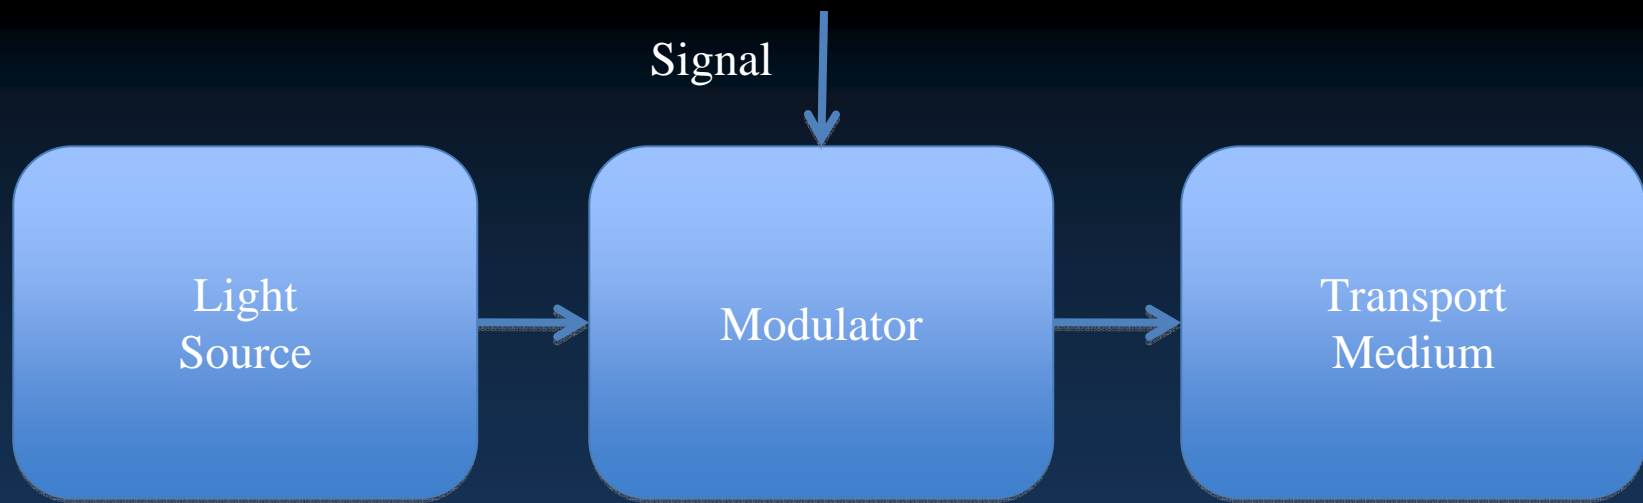 Signal
Light
Source
Modulator
Transport
Medium